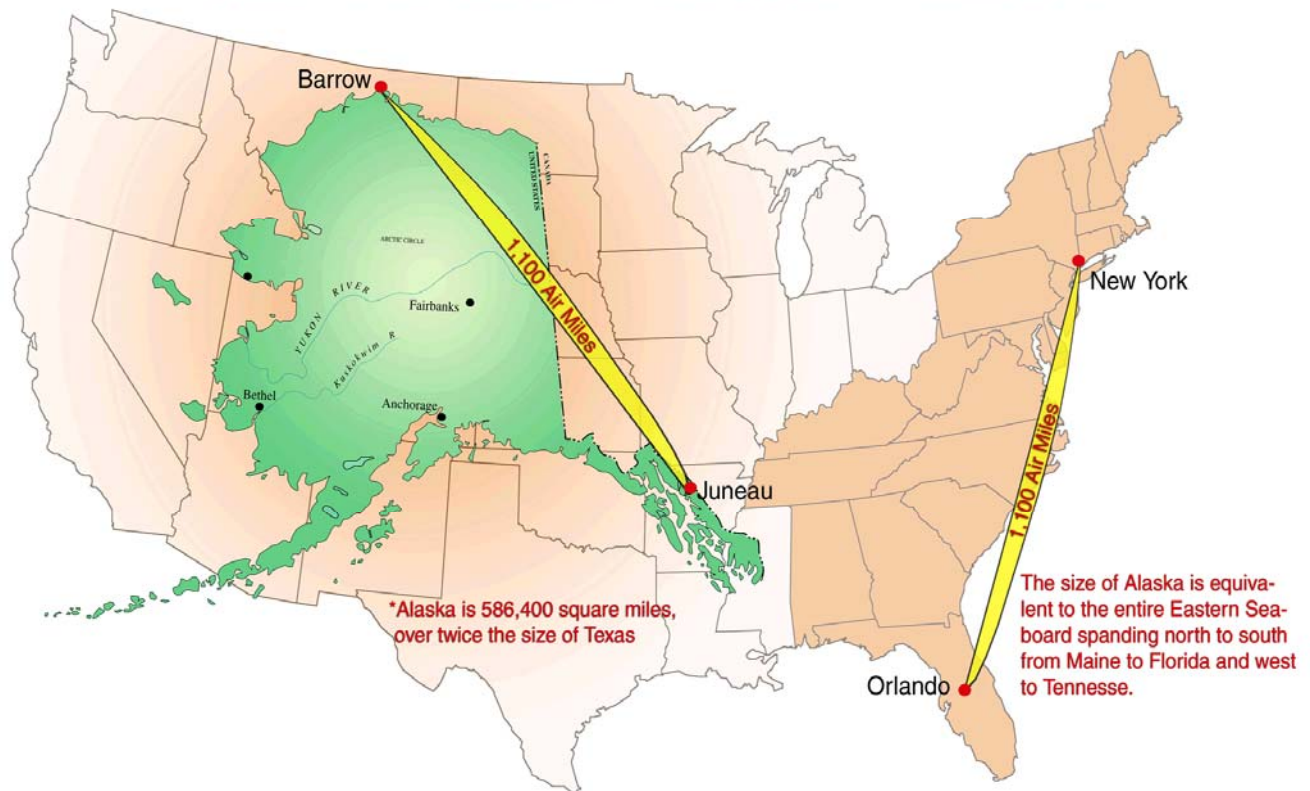 Barrow
CANADA
UNITED STATES
ARCTIC CIRCLE
1,100 Air Miles
YUKON RIVER
Fairbanks
Kuskokwim R
Bethel
Anchorage
Juneau
New York
1,100 Air Miles
*Alaska is 586,400 square miles,
over twice the size of Texas
The size of Alaska is equiva-
lent to the entire Eastern Sea-
board spanding north to south
from Maine to Florida and west
to Tennesse.
Orlando